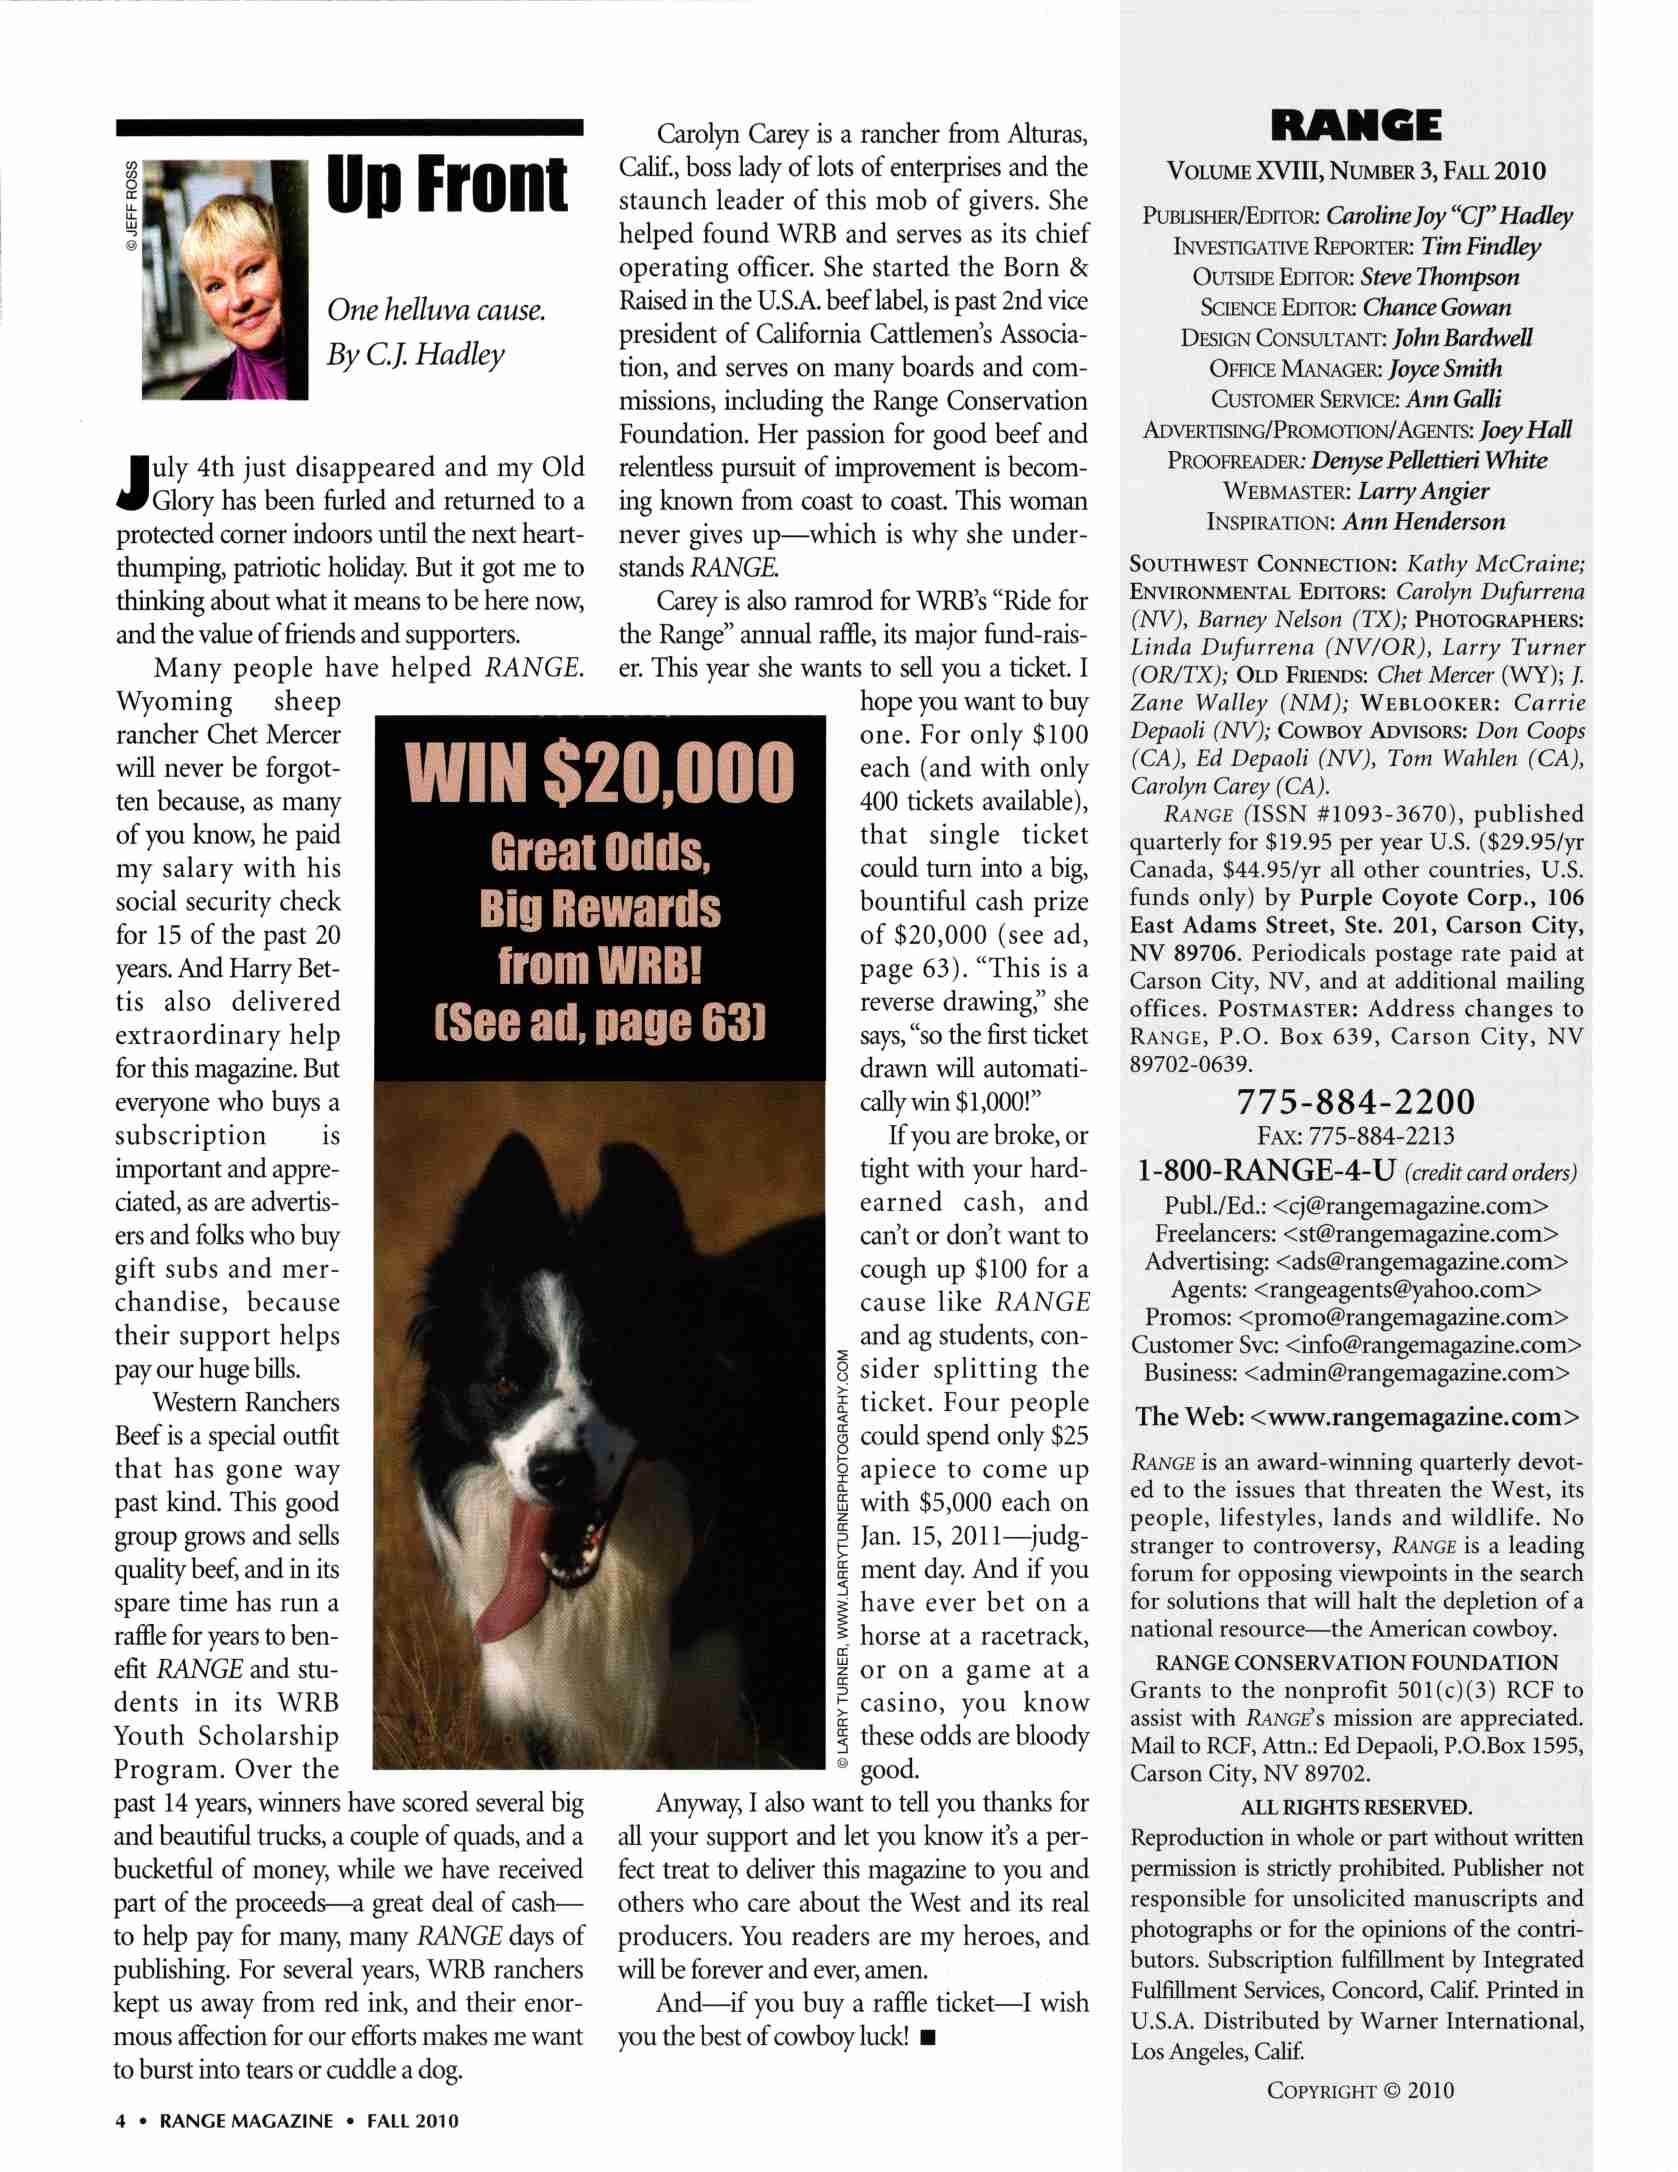 © JEFF ROSS
Up Front
One helluva cause.
By C.J. Hadley
July 4th just disappeared and my Old
Glory has been furled and returned to a
protected corner indoors until the next heart-
thumping, patriotic holiday. But it got me to
thinking about what it means to be here now,
and the value of friends and supporters.
Many people have helped RANGE.
Wyoming sheep
rancher Chet Mercer
will never be forgot-
ten because, as many
of you know, he paid
my salary with his
social security check
for 15 of the past 20
years. And Harry Bet-
tis also delivered
extraordinary help
for this magazine. But
everyone who buys a
subscription is
important and appre-
ciated, as are advertis-
ers and folks who buy
gift subs and mer-
chandise, because
their support helps
pay our huge bills.
Western Ranchers
Beef is a special outfit
that has gone way
past kind. This good
group grows and sells
quality beef, and in its
spare time has run a
raffle for years to ben-
efit RANGE and stu-
dents in its WRB
Youth Scholarship
Program. Over the
past 14 years, winners have scored several big
and beautiful trucks, a couple of quads, and a
bucketful of money, while we have received
part of the proceeds—a great deal of cash—
to help pay for many, many RANGE days of
publishing. For several years, WRB ranchers
kept us away from red ink, and their enor-
mous affection for our efforts makes me want
to burst into tears or cuddle a dog.
WIN $20,000
Great Odds,
Big Rewards
from WRB!
(See ad, page 63)
© LARRY TURNER, WWW.LARRYTURNERPHOTOGRAPHY.COM
Carolyn Carey is a rancher from Alturas,
Calif., boss lady of lots of enterprises and the
staunch leader of this mob of givers. She
helped found WRB and serves as its chief
operating officer. She started the Born &
Raised in the U.S.A. beef label, is past 2nd vice
president of California Cattlemen's Associa-
tion, and serves on many boards and com-
missions, including the Range Conservation
Foundation. Her passion for good beef and
relentless pursuit of improvement is becom-
ing known from coast to coast. This woman
never gives up—which is why she under-
stands RANGE.
Carey is also ramrod for WRB's “Ride for
the Range” annual raffle, its major fund-rais-
er. This year she wants to sell you a ticket. I
hope you want to buy
one. For only $100
each (and with only
400 tickets available),
that single ticket
could turn into a big,
bountiful cash prize
of $20,000 (see ad,
page 63). “This is a
reverse drawing,” she
says, “so the first ticket
drawn will automati-
cally win $1,000!”
If you are broke, or
tight with your hard-
earned cash, and
can't or don't want to
cough up $100 for a
cause like RANGE
and ag students, con-
sider splitting the
ticket. Four people
could spend only $25
apiece to come up
with $5,000 each on
Jan. 15, 2011—judg-
ment day. And if you
have ever bet on a
horse at a racetrack,
or on a game at a
casino, you know
these odds are bloody
good.
Anyway, I also want to tell you thanks for
all your support and let you know it's a per-
fect treat to deliver this magazine to you and
others who care about the West and its real
producers. You readers are my heroes, and
will be forever and ever, amen.
And—if you buy a raffle ticket—I wish
you the best of cowboy luck! ■
RANGE
VOLUME XVIII, NUMBER 3, FALL 2010
PUBLISHER/EDITOR: Caroline Joy “CJ” Hadley
INVESTIGATIVE REPORTER: Tim Findley
OUTSIDE EDITOR: Steve Thompson
SCIENCE EDITOR: Chance Gowan
DESIGN CONSULTANT: John Bardwell
OFFICE MANAGER: Joyce Smith
CUSTOMER SERVICE: Ann Galli
ADVERTISING/PROMOTION/AGENTS: Joey Hall
PROOFREADER: Denyse Pellettieri White
WEBMASTER: Larry Angier
INSPIRATION: Ann Henderson
SOUTHWEST CONNECTION: Kathy McCraine;
ENVIRONMENTAL EDITORS: Carolyn Dufurrena
(NV), Barney Nelson (TX); PHOTOGRAPHERS:
Linda Dufurrena (NV/OR), Larry Turner
(OR/TX); OLD FRIENDS: Chet Mercer (WY); J.
Zane Walley (NM); WEBLOOKER: Carrie
Depaoli (NV); COWBOY ADVISORS: Don Coops
(CA), Ed Depaoli (NV), Tom Wahlen (CA),
Carolyn Carey (CA).
RANGE (ISSN #1093-3670), published
quarterly for $19.95 per year U.S. ($29.95/yr
Canada, $44.95/yr all other countries, U.S.
funds only) by Purple Coyote Corp., 106
East Adams Street, Ste. 201, Carson City,
NV 89706. Periodicals postage rate paid at
Carson City, NV, and at additional mailing
offices. POSTMASTER: Address changes to
RANGE, P.O. Box 639, Carson City, NV
89702-0639.
775-884-2200
FAX: 775-884-2213
1-800-RANGE-4-U (credit card orders)
Publ./Ed.: <cj@rangemagazine.com>
Freelancers: <st@rangemagazine.com>
Advertising: <ads@rangemagazine.com>
Agents: <rangeagents@yahoo.com>
Promos: <promo@rangemagazine.com>
Customer Svc: <info@rangemagazine.com>
Business: <admin@rangemagazine.com>
The Web: <www.rangemagazine.com>
RANGE is an award-winning quarterly devot-
ed to the issues that threaten the West, its
people, lifestyles, lands and wildlife. No
stranger to controversy, RANGE is a leading
forum for opposing viewpoints in the search
for solutions that will halt the depletion of a
national resource—the American cowboy.
RANGE CONSERVATION FOUNDATION
Grants to the nonprofit 501(c)(3) RCF to
assist with RANGE's mission are appreciated.
Mail to RCF, Attn.: Ed Depaoli, P.O.Box 1595,
Carson City, NV 89702.
ALL RIGHTS RESERVED.
Reproduction in whole or part without written
permission is strictly prohibited. Publisher not
responsible for unsolicited manuscripts and
photographs or for the opinions of the contri-
butors. Subscription fulfillment by Integrated
Fulfillment Services, Concord, Calif. Printed in
U.S.A. Distributed by Warner International,
Los Angeles, Calif.
COPYRIGHT © 2010
4 • RANGE MAGAZINE • FALL 2010